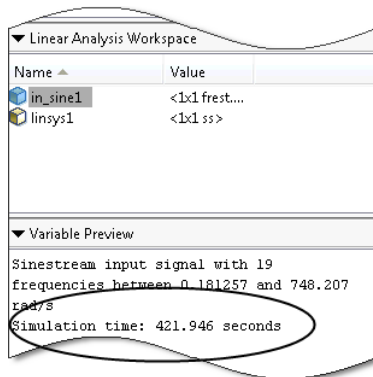 ▼ Linear Analysis Workspace
Name ▲ Value
in_sine1 <1x1 frest....
linsys1 <1x1 ss>
▼ Variable Preview
Sinestream input signal with 19
frequencies between 0.181257 and 748.207
rad/s
Simulation time: 421.946 seconds